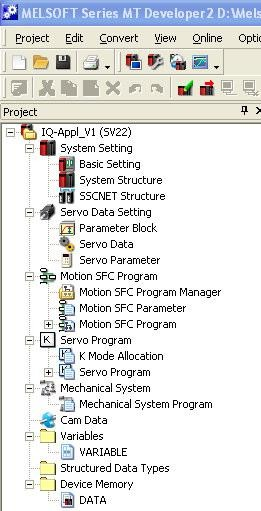 MELSOFT Series MT Developer2 D:\Mels
Project Edit Convert View Online Optio
Project
IQ-Appl_V1 (SV22)
System Setting
Basic Setting
System Structure
SSCNET Structure
Servo Data Setting
Parameter Block
Servo Data
Servo Parameter
Motion SFC Program
Motion SFC Program Manager
Motion SFC Parameter
Motion SFC Program
Servo Program
K Mode Allocation
Servo Program
Mechanical System
Mechanical System Program
Cam Data
Variables
VARIABLE
Structured Data Types
Device Memory
DATA